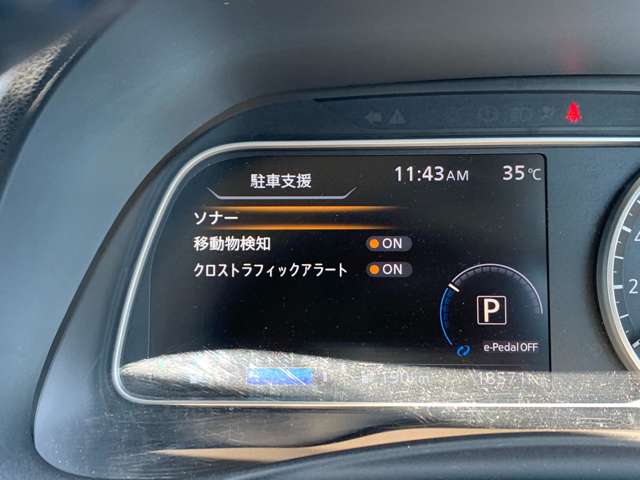 駐車支援 11:43AM 35℃
ソナー
移動物検知 ON
クロストラフィックアラート ON
P
e-Pedal OFF
2